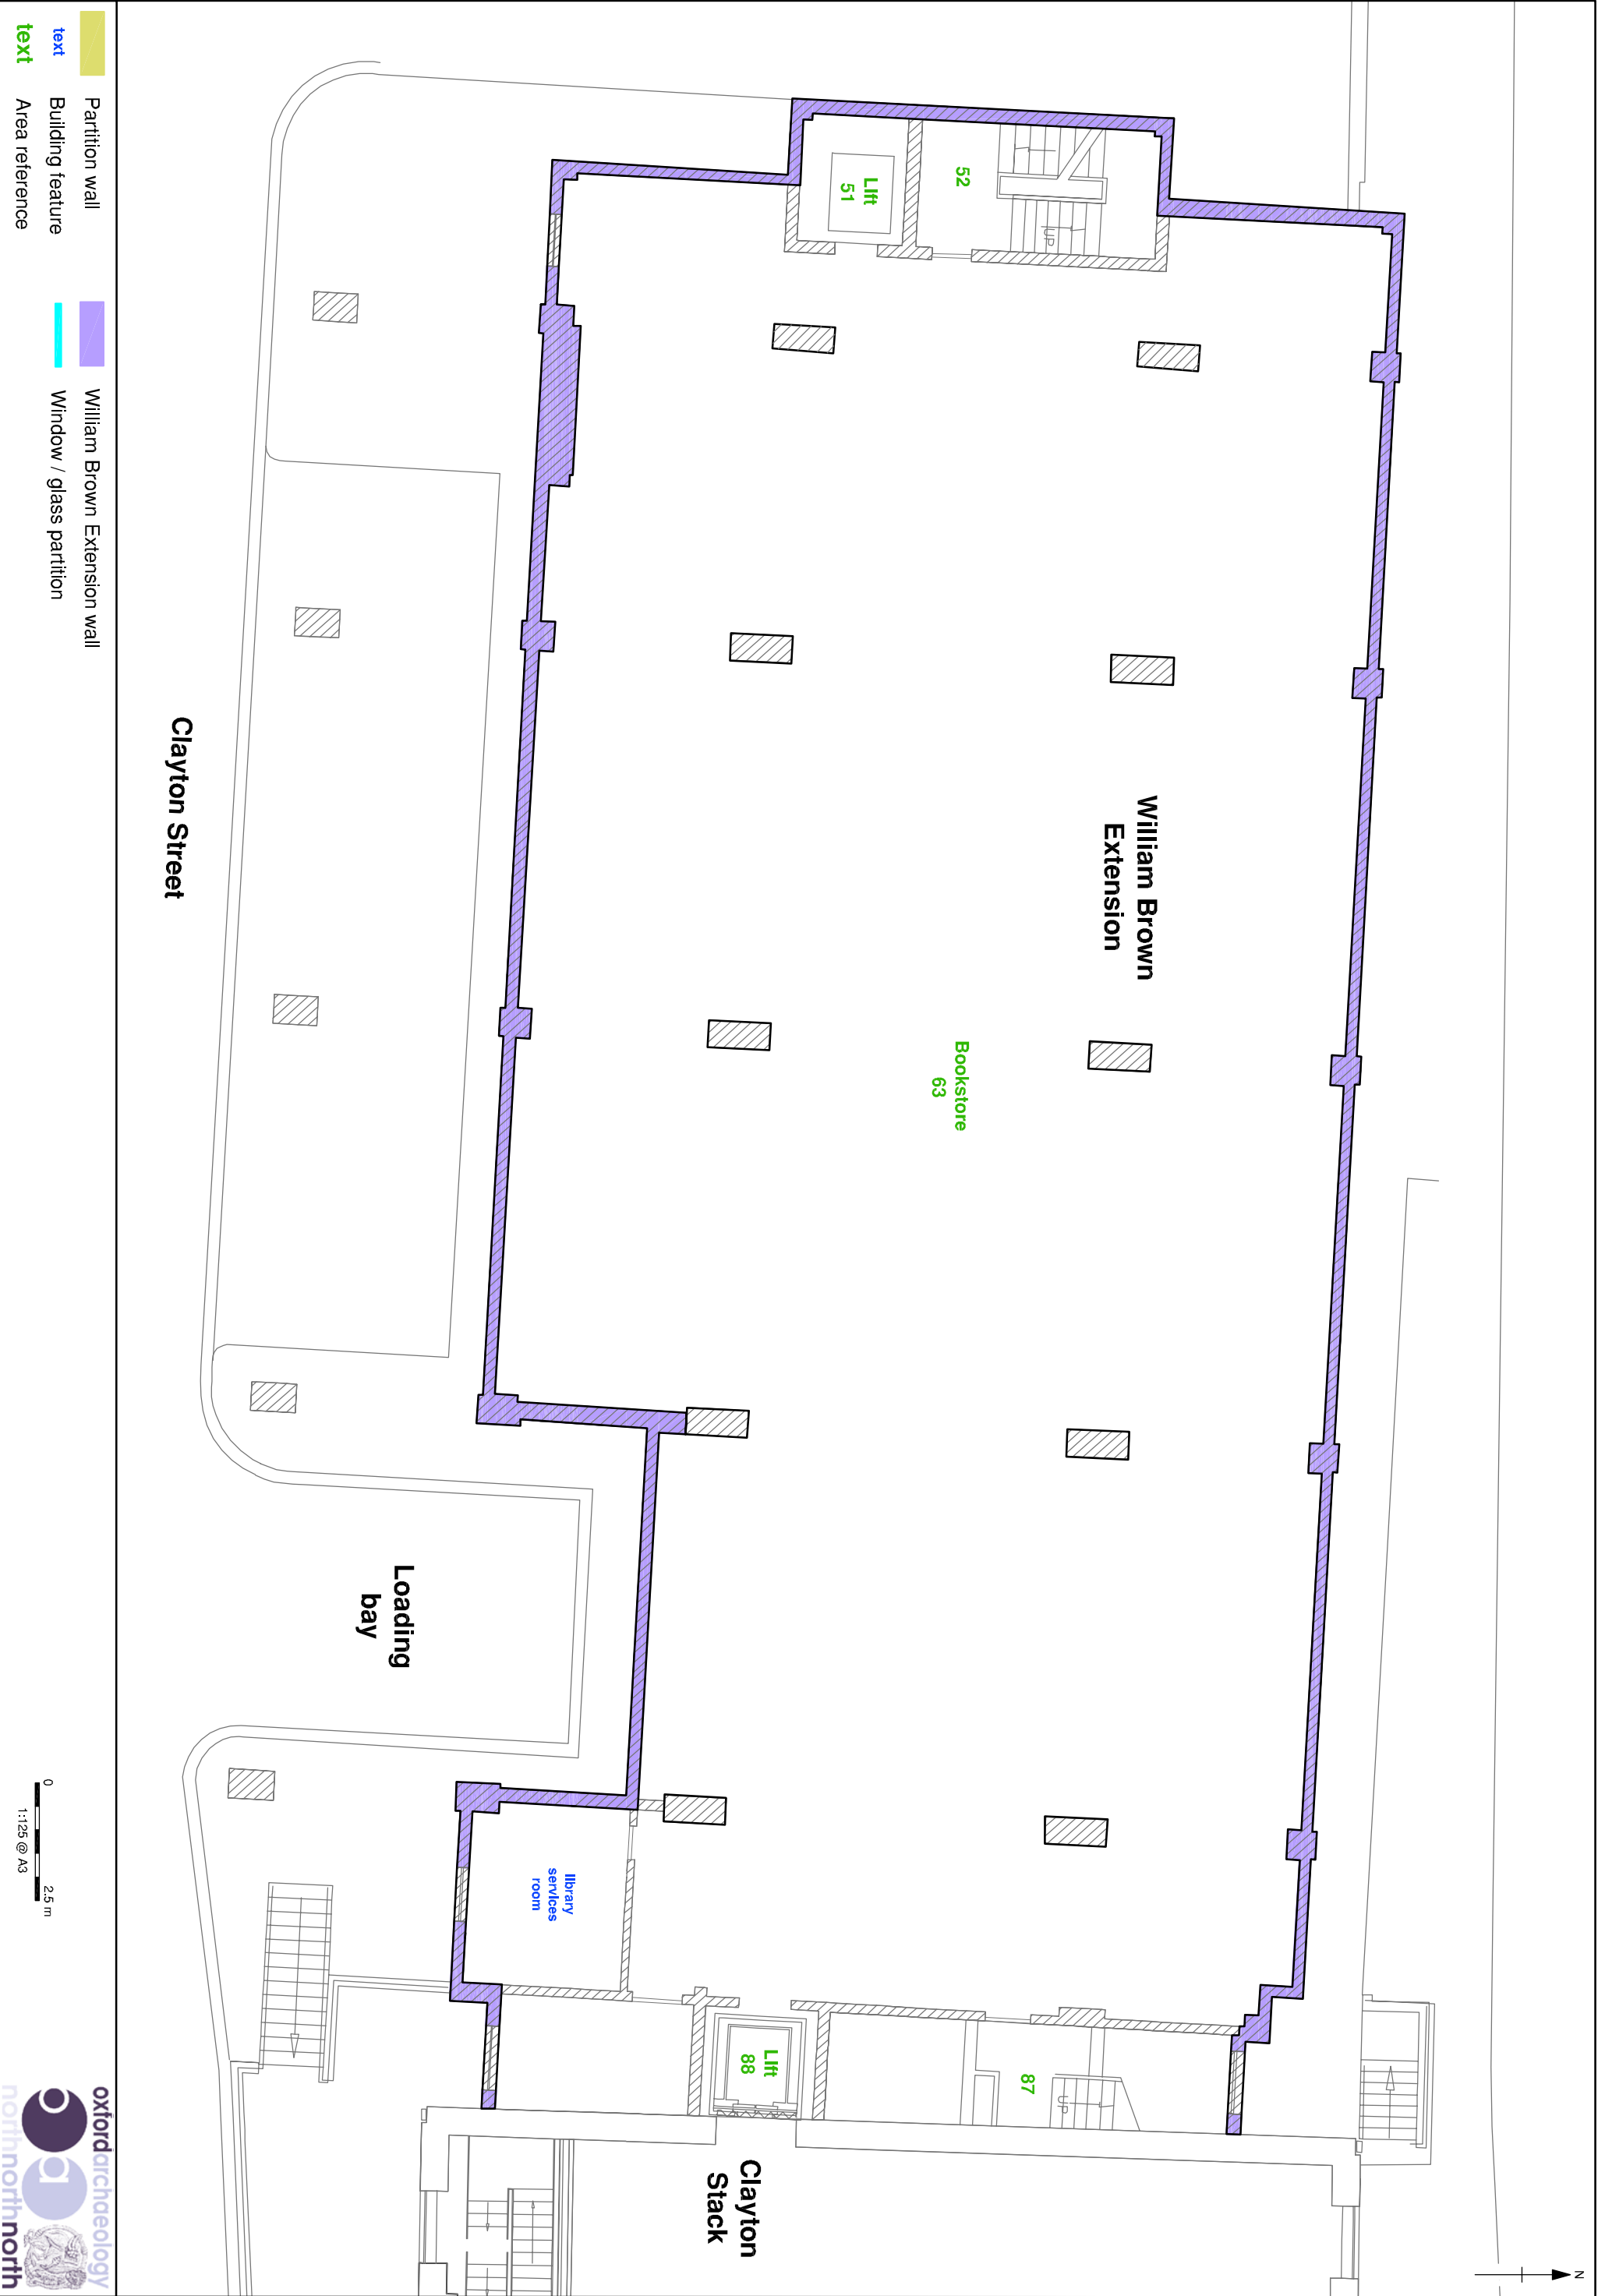 N
William Brown
Extension
52
Lift
51
Bookstore
63
UP
87
UP
Lift
88
Clayton
Stack
library
services
room
Loading
bay
Clayton Street
Partition wall
William Brown Extension wall
text
Building feature
Window / glass partition
text
Area reference
0
2.5 m
1:125 @ A3
oxfordarchaeology
northnorthnorth